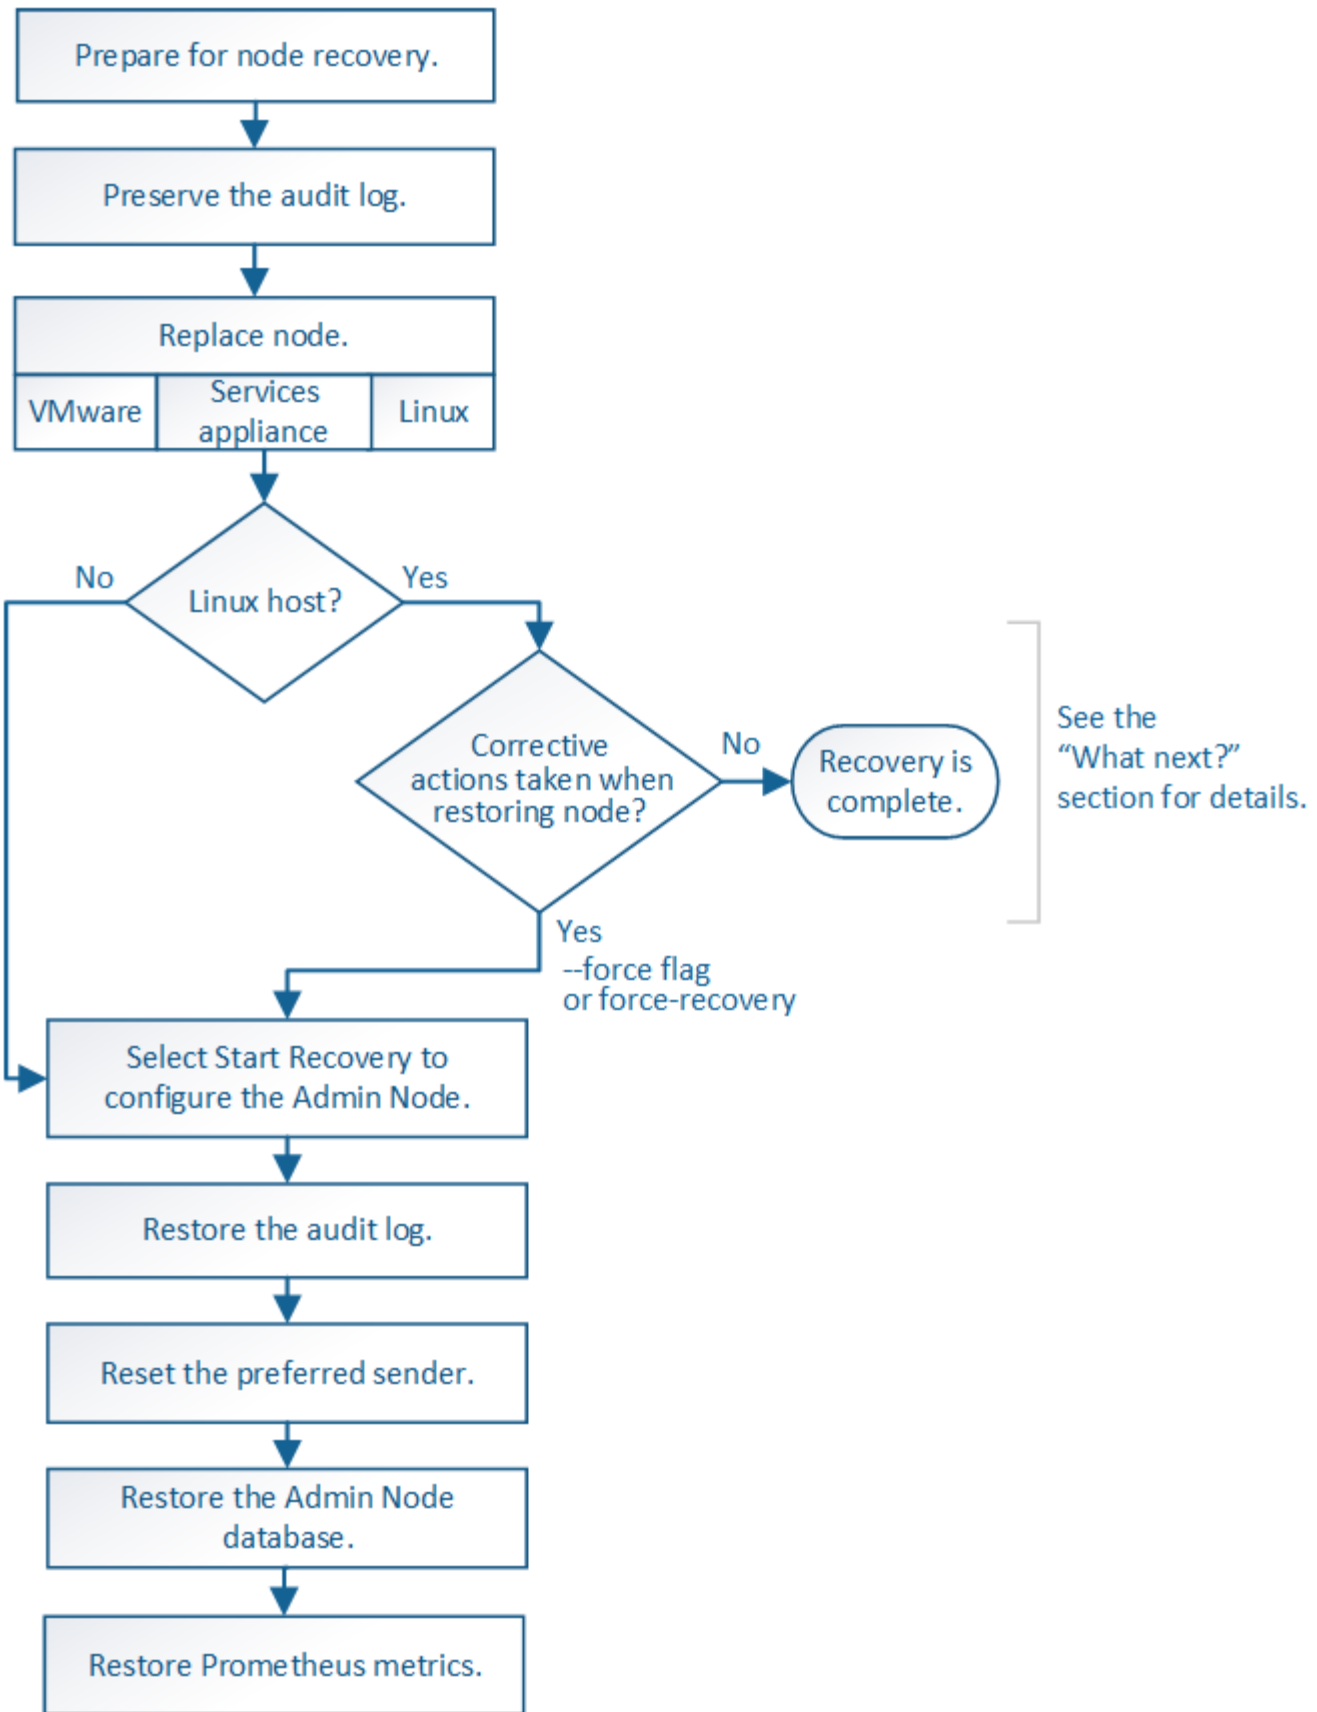 Prepare for node recovery.
Preserve the audit log.
Replace node.
VMware
Services
appliance
Linux
Linux host?
No
Yes
Corrective
actions taken when
restoring node?
No
Recovery is
complete.
See the
“What next?”
section for details.
Yes
--force flag
or force-recovery
Select Start Recovery to
configure the Admin Node.
Restore the audit log.
Reset the preferred sender.
Restore the Admin Node
database.
Restore Prometheus metrics.